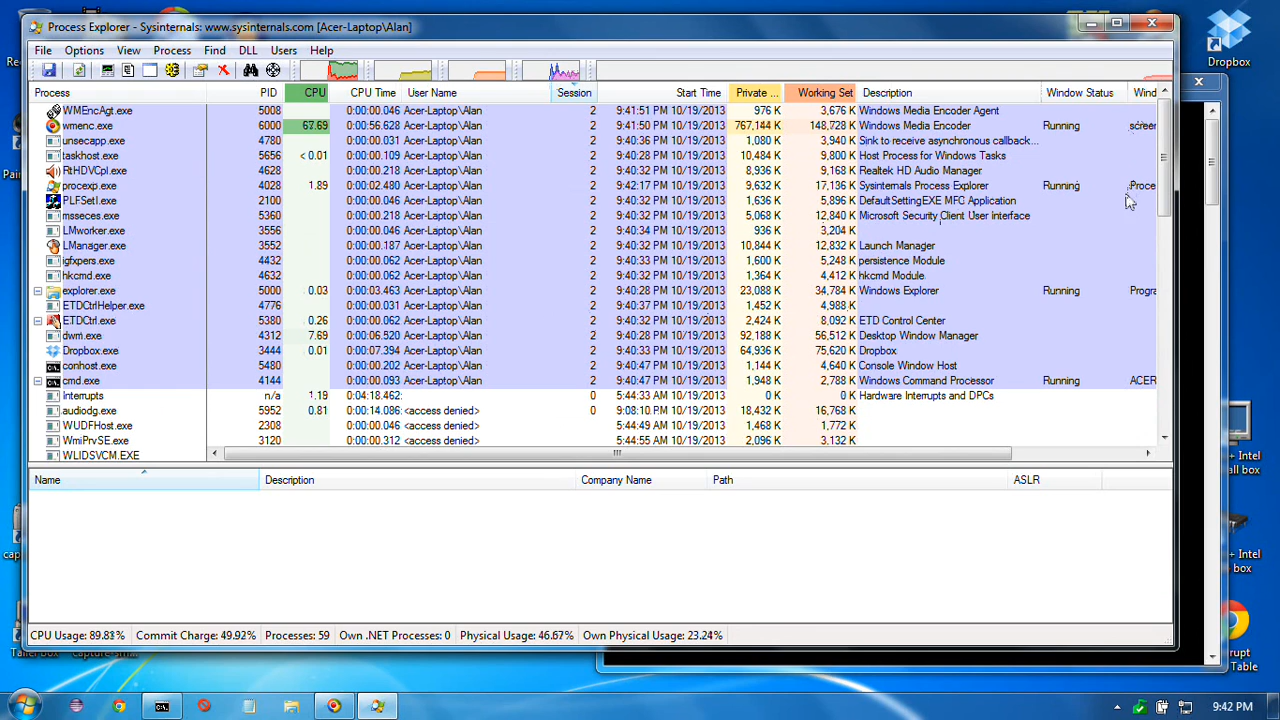 Process Explorer - Sysinternals: www.sysinternals.com [Acer-Laptop\Alan]
File Options View Process Find DLL Users Help
Dropbox
Process PID CPU CPU Time User Name Session Start Time Private ... Working Set Description Window Status Wind
WMEncAgt.exe 5008 0:00:00.046 Acer-Laptop\Alan 2 9:41:51 PM 10/19/2013 976 K 3,676 K Windows Media Encoder Agent
wmenc.exe 6000 67.69 0:00:56.628 Acer-Laptop\Alan 2 9:41:50 PM 10/19/2013 767,144 K 148,728 K Windows Media Encoder Running screen
unsecapp.exe 4780 0:00:00.031 Acer-Laptop\Alan 2 9:40:36 PM 10/19/2013 1,080 K 3,940 K Sink to receive asynchronous callback...
taskhost.exe 5656 < 0.01 0:00:00.109 Acer-Laptop\Alan 2 9:40:28 PM 10/19/2013 10,484 K 9,800 K Host Process for Windows Tasks
RtHDVCpl.exe 4428 0:00:00.171 Acer-Laptop\Alan 2 9:40:32 PM 10/19/2013 8,936 K 9,168 K Realtek HD Audio Manager
procexp.exe 4028 1.89 0:00:02.480 Acer-Laptop\Alan 2 9:42:17 PM 10/19/2013 9,632 K 17,136 K Sysinternals Process Explorer Running Proce
PLFSetI.exe 4708 0:00:00.093 Acer-Laptop\Alan 2 9:40:32 PM 10/19/2013 1,636 K 5,896 K DefaultSettingEXE MFC Application
msseces.exe 5360 0:00:00.218 Acer-Laptop\Alan 2 9:40:32 PM 10/19/2013 5,068 K 12,840 K Microsoft Security Client User Interface
LMworker.exe 3556 0:00:00.000 Acer-Laptop\Alan 2 9:40:34 PM 10/19/2013 936 K 3,204 K
LManager.exe 3552 0:00:00.187 Acer-Laptop\Alan 2 9:40:33 PM 10/19/2013 10,844 K 12,832 K Launch Manager
igfxpers.exe 4432 0:00:00.062 Acer-Laptop\Alan 2 9:40:33 PM 10/19/2013 1,600 K 5,248 K persistence Module
hkcmd.exe 4632 0:00:00.062 Acer-Laptop\Alan 2 9:40:32 PM 10/19/2013 1,364 K 4,412 K hkcmd Module
explorer.exe 5000 0.03 0:00:03.463 Acer-Laptop\Alan 2 9:40:28 PM 10/19/2013 23,088 K 34,784 K Windows Explorer Running Progra
ETDCtrlHelper.exe 4776 0:00:00.031 Acer-Laptop\Alan 2 9:40:37 PM 10/19/2013 1,452 K 4,988 K
ETDCtrl.exe 5380 0.26 0:00:00.062 Acer-Laptop\Alan 2 9:40:32 PM 10/19/2013 2,424 K 8,092 K ETD Control Center
dwm.exe 4312 7.69 0:00:06.520 Acer-Laptop\Alan 2 9:40:28 PM 10/19/2013 92,188 K 56,512 K Desktop Window Manager
Dropbox.exe 3444 0.01 0:00:07.394 Acer-Laptop\Alan 2 9:40:33 PM 10/19/2013 64,936 K 75,620 K Dropbox
conhost.exe 5480 0:00:00.202 Acer-Laptop\Alan 2 9:40:47 PM 10/19/2013 1,144 K 4,640 K Console Window Host
cmd.exe 4144 0:00:00.093 Acer-Laptop\Alan 2 9:40:47 PM 10/19/2013 1,948 K 2,788 K Windows Command Processor Running ACER
Interrupts n/a 1.19 0:04:18.462: 0 5:44:33 AM 10/19/2013 0 K 0 K Hardware Interrupts and DPCs
audiodg.exe 5952 0.81 0:00:14.086: <access denied> 0 9:08:10 PM 10/19/2013 18,432 K 16,768 K
WUDFHost.exe 2308 0:00:00.046 <access denied> 5:44:49 AM 10/19/2013 1,468 K 1,772 K
WmiPrvSE.exe 3120 0:00:00.312 <access denied> 5:44:55 AM 10/19/2013 2,096 K 3,132 K
WLIDSVCM.EXE
Name Description Company Name Path ASLR
CPU Usage: 89.83% Commit Charge: 49.92% Processes: 59 Own .NET Processes: 0 Physical Usage: 46.67% Own Physical Usage: 23.24%
+ Intel
box
+ Intel
box
Table
9:42 PM